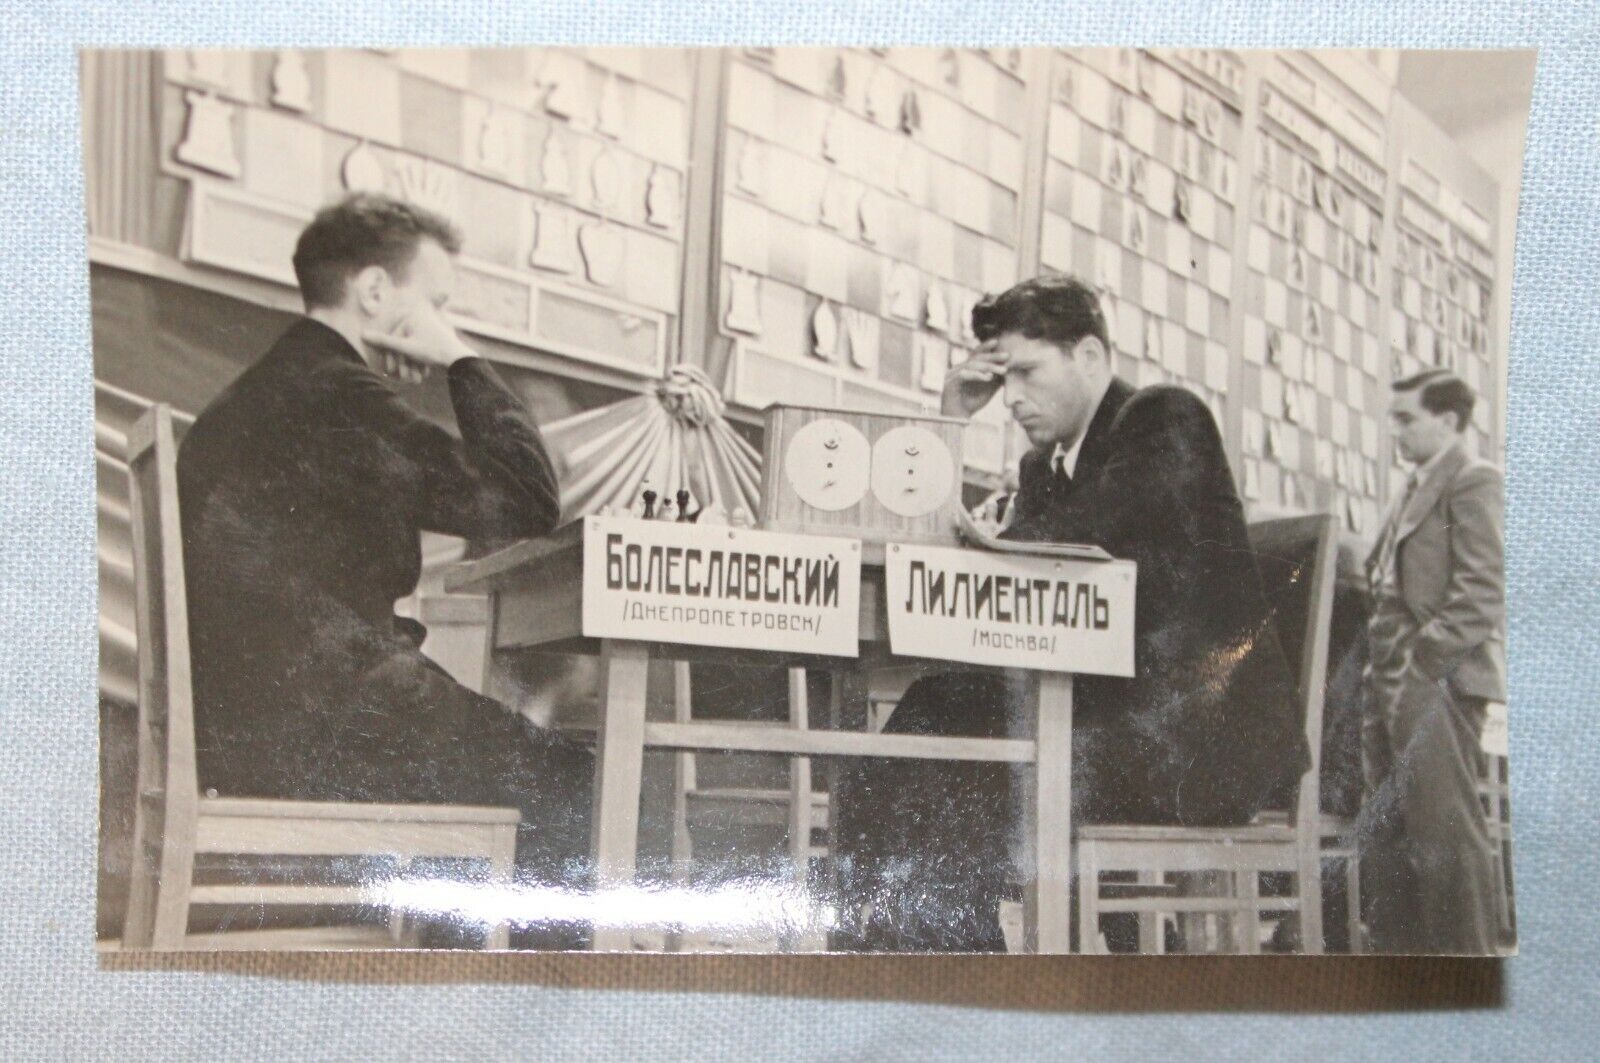 Болеславский
/Днепропетровск/
Лилиенталь
/Москва/